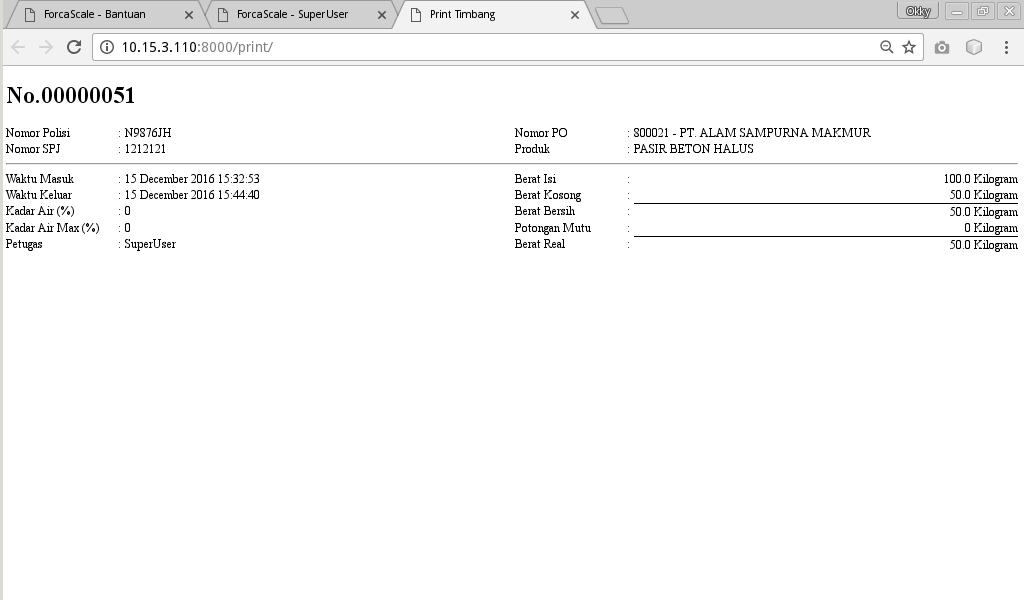 ForcaScale - Bantuan
ForcaScale - SuperUser
Print Timbang
Okky
10.15.3.110:8000/print/
No.00000051
Nomor Polisi : N9876JH Nomor PO : 800021 - PT. ALAM SAMPURNA MAKMUR
Nomor SPJ : 1212121 Produk : PASIR BETON HALUS
Waktu Masuk : 15 December 2016 15:32:53 Berat Isi : 100.0 Kilogram
Waktu Keluar : 15 December 2016 15:44:40 Berat Kosong : 50.0 Kilogram
Kadar Air (%) : 0 Berat Bersih : 50.0 Kilogram
Kadar Air Max (%) : 0 Potongan Mutu : 0 Kilogram
Petugas : SuperUser Berat Real : 50.0 Kilogram